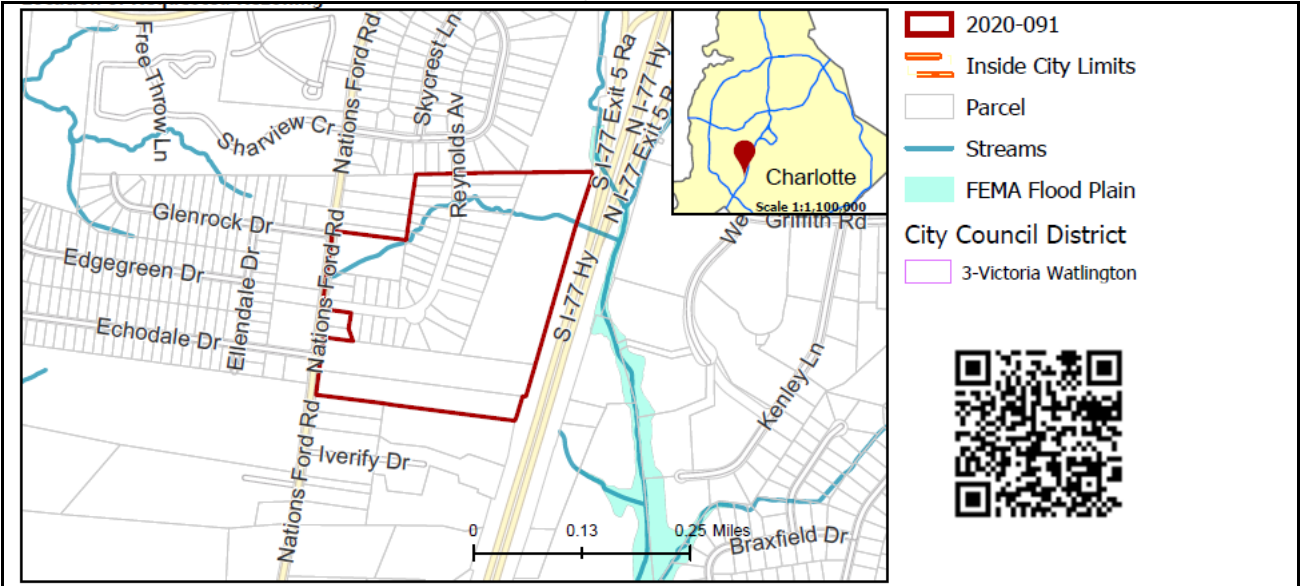 Free Throw Ln
Sharview Cr
Nations Ford Rd
Skycrest Ln
Reynolds Av
S I-77 Exit 5 Ra
N I-77 Hy
N I-77 Exit 5 R
Glenrock Dr
Edgegreen Dr
Echodale Dr
Ellendale Dr
Nations Ford Rd
S I-77 Hy
Nations Ford Rd
Iverify Dr
We
Griffith Rd
Kenley Ln
Braxfield Dr
0
0.13
0.25 Miles
Charlotte
Scale 1:1,100,000
2020-091
Inside City Limits
Parcel
Streams
FEMA Flood Plain
City Council District
3-Victoria Watlington